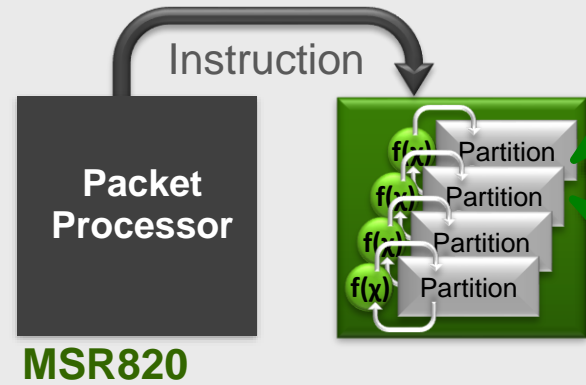 Instruction
Packet
Processor
f(χ) Partition
f(χ) Partition
f(χ) Partition
f(χ) Partition
MSR820